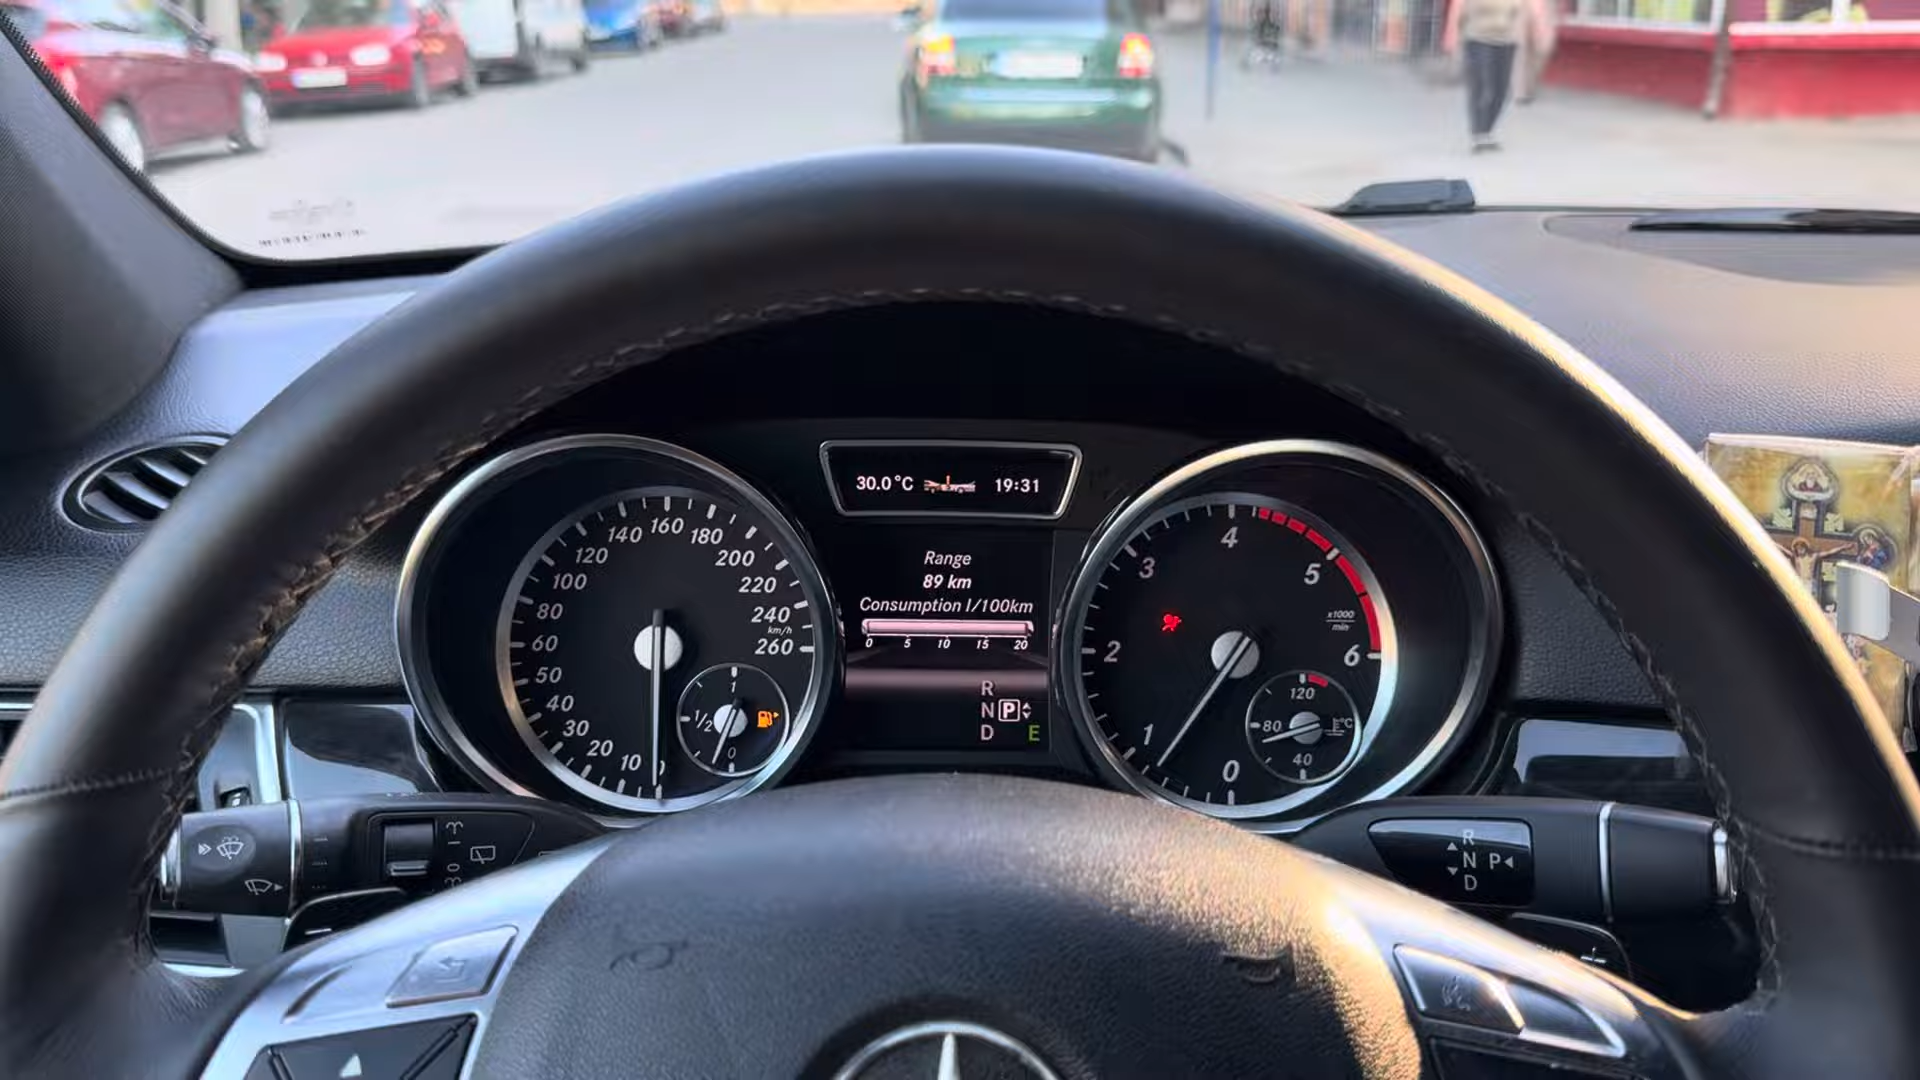 30.0°C 19:31
Range
89 km
Consumption l/100km
0 5 10 15 20
R
N P
D E
10 20 30 40 50 60 80 100 120 140 160 180 200 220 240 260
km/h
1
1/2
0
0 1 2 3 4 5 6
x1000
min
120
80 °C
40
R
N P
D